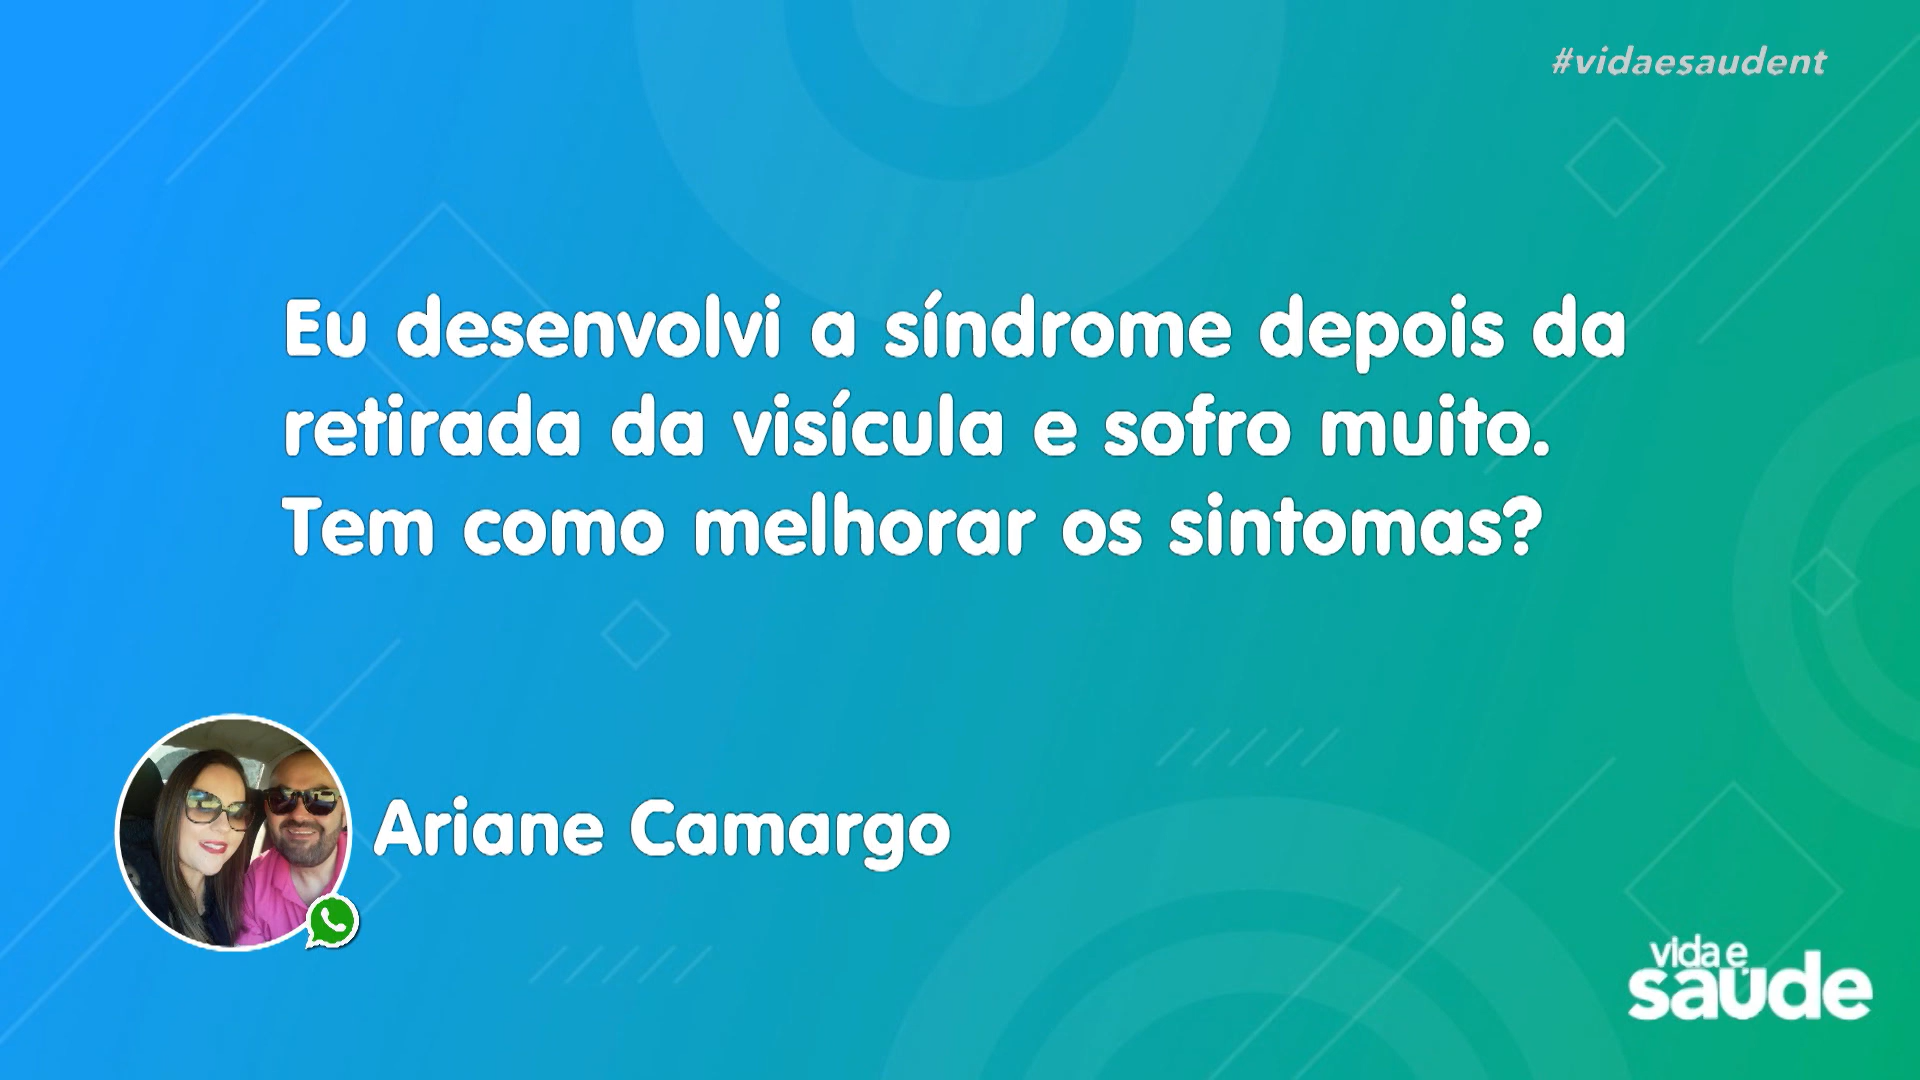 #vidaesaudent
Eu desenvolvi a síndrome depois da
retirada da visícula e sofro muito.
Tem como melhorar os sintomas?
Ariane Camargo
vida e
saúde